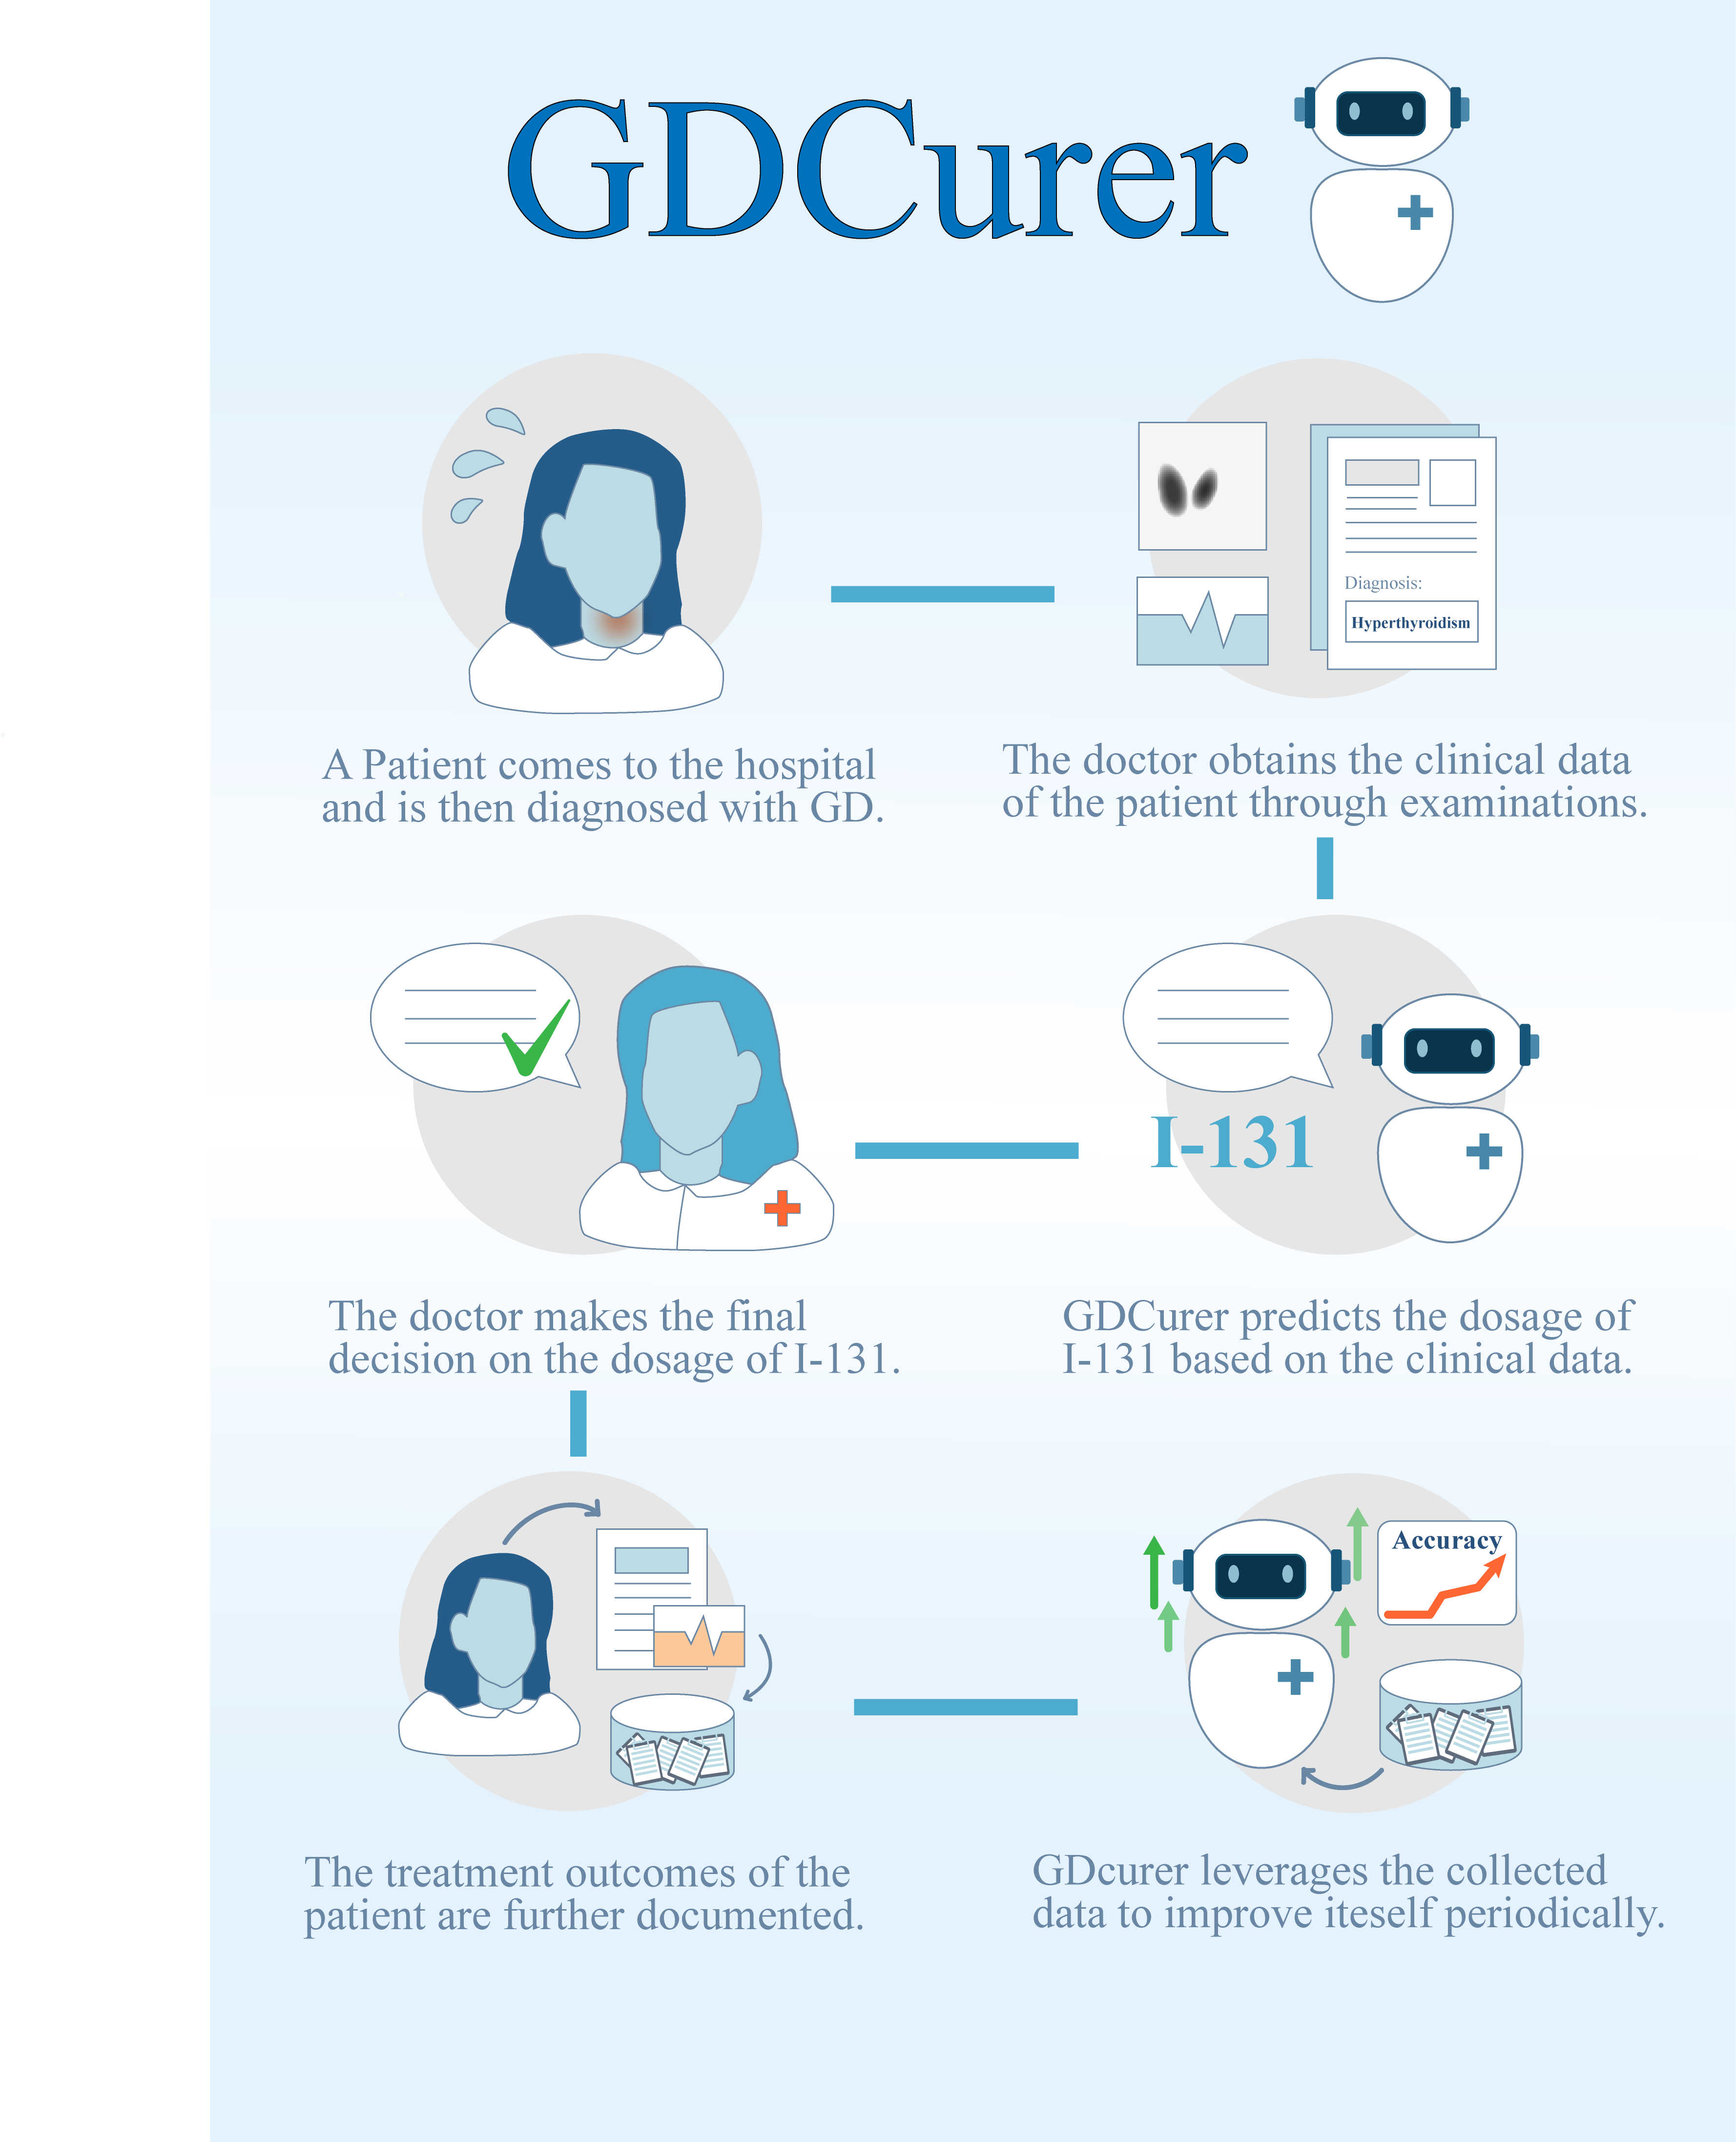 GDCurer
Diagnosis:
Hyperthyroidism
A Patient comes to the hospital
and is then diagnosed with GD.
The doctor obtains the clinical data
of the patient through examinations.
I-131
GDCurer predicts the dosage of
I-131 based on the clinical data.
The doctor makes the final
decision on the dosage of I-131.
The treatment outcomes of the
patient are further documented.
Accuracy
GDcurer leverages the collected
data to improve iteself periodically.